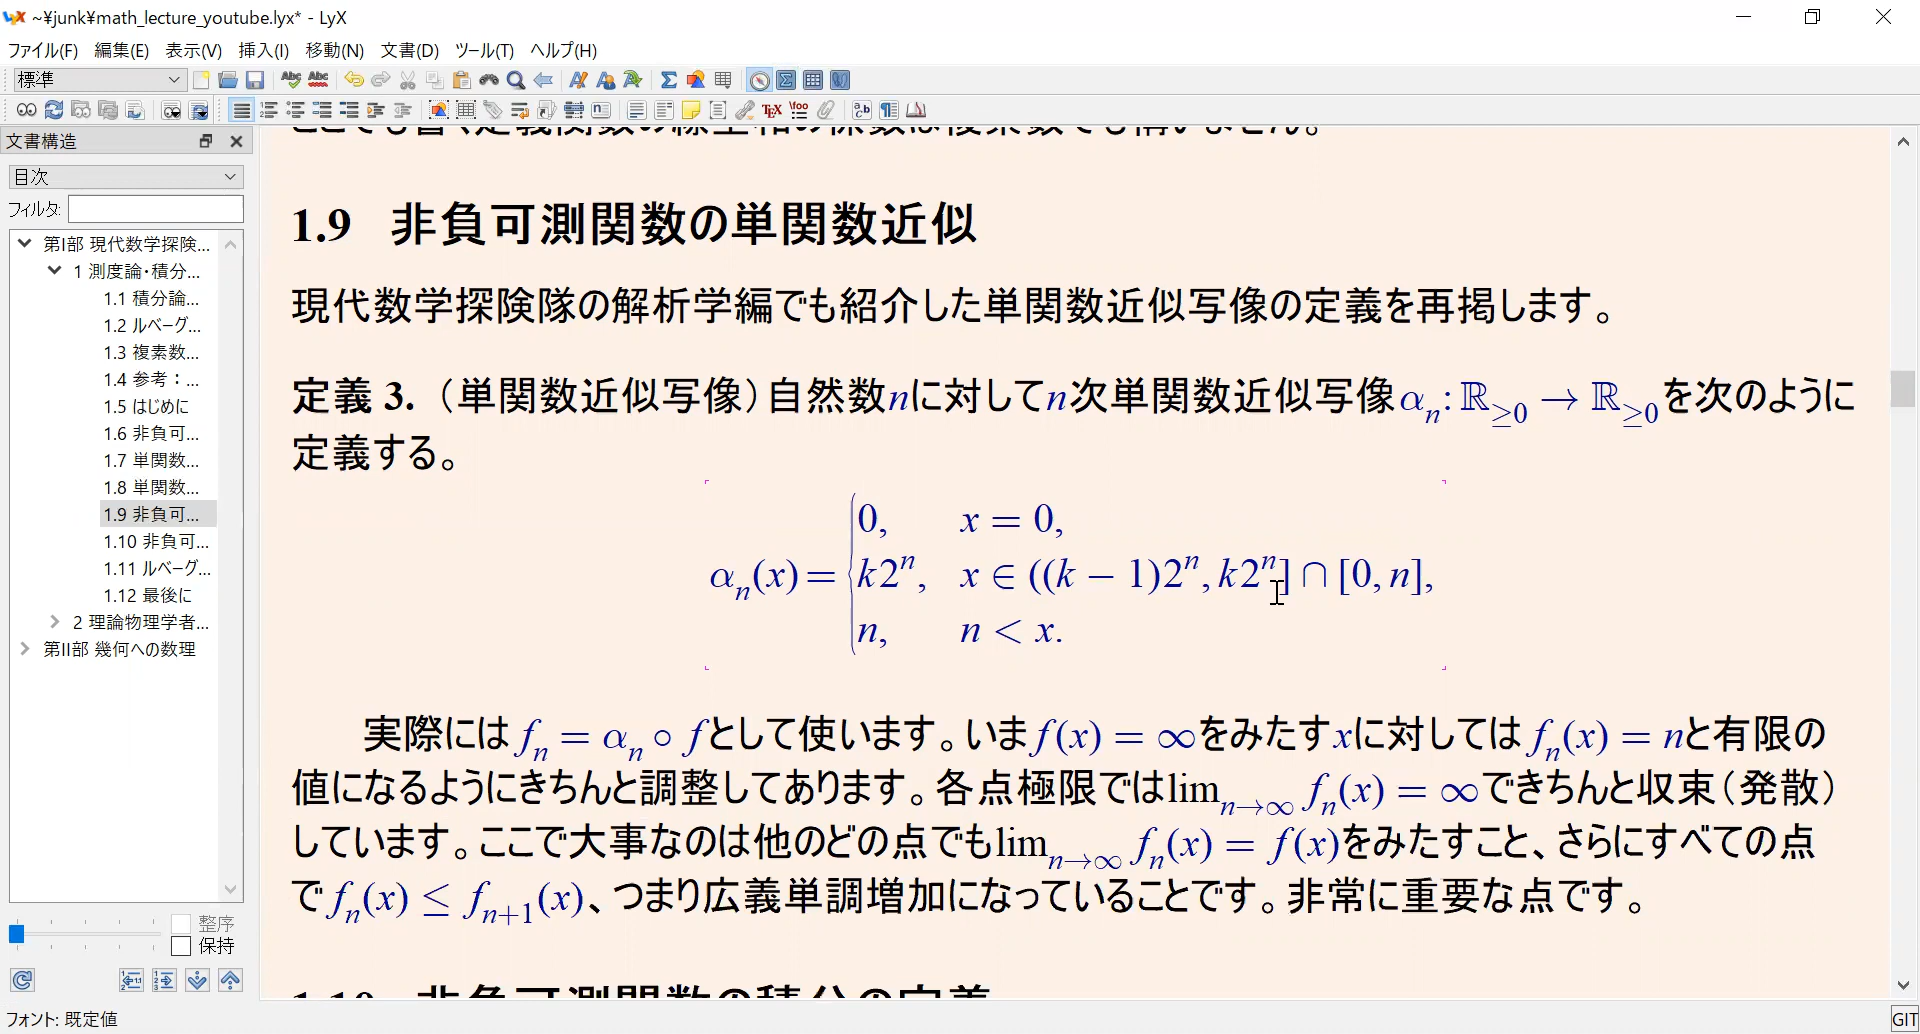 ~¥junk¥math_lecture_youtube.lyx* - LyX
ファイル(F) 編集(E) 表示(V) 挿入(I) 移動(N) 文書(D) ツール(T) ヘルプ(H)
標準
文書構造
目次
フィルタ:
第I部 現代数学探険...
1 測度論・積分...
1.1 積分論...
1.2 ルベーグ...
1.3 複素数...
1.4 参考：...
1.5 はじめに
1.6 非負可...
1.7 単関数...
1.8 単関数...
1.9 非負可...
1.10 非負可...
1.11 ルベーグ...
1.12 最後に
2 理論物理学者...
第II部 幾何への数理
整序
保持
フォント: 既定値
GIT
1.9 非負可測関数の単関数近似
現代数学探険隊の解析学編でも紹介した単関数近似写像の定義を再掲します。
定義 3. （単関数近似写像）自然数nに対してn次単関数近似写像α_n: ℝ_≥0 → ℝ_≥0を次のように
定義する。
α_n(x) = {
0, x = 0,
k2^n, x ∈ ((k − 1)2^n, k2^n] ∩ [0, n],
n, n < x.
実際にはf_n = α_n ∘ fとして使います。いまf(x) = ∞をみたすxに対してはf_n(x) = nと有限の
値になるようにきちんと調整してあります。各点極限ではlim_n→∞ f_n(x) = ∞できちんと収束（発散）
しています。ここで大事なのは他のどの点でもlim_n→∞ f_n(x) = f(x)をみたすこと、さらにすべての点
でf_n(x) ≤ f_n+1(x)、つまり広義単調増加になっていることです。非常に重要な点です。
1.10 非負可測関数の積分の定義